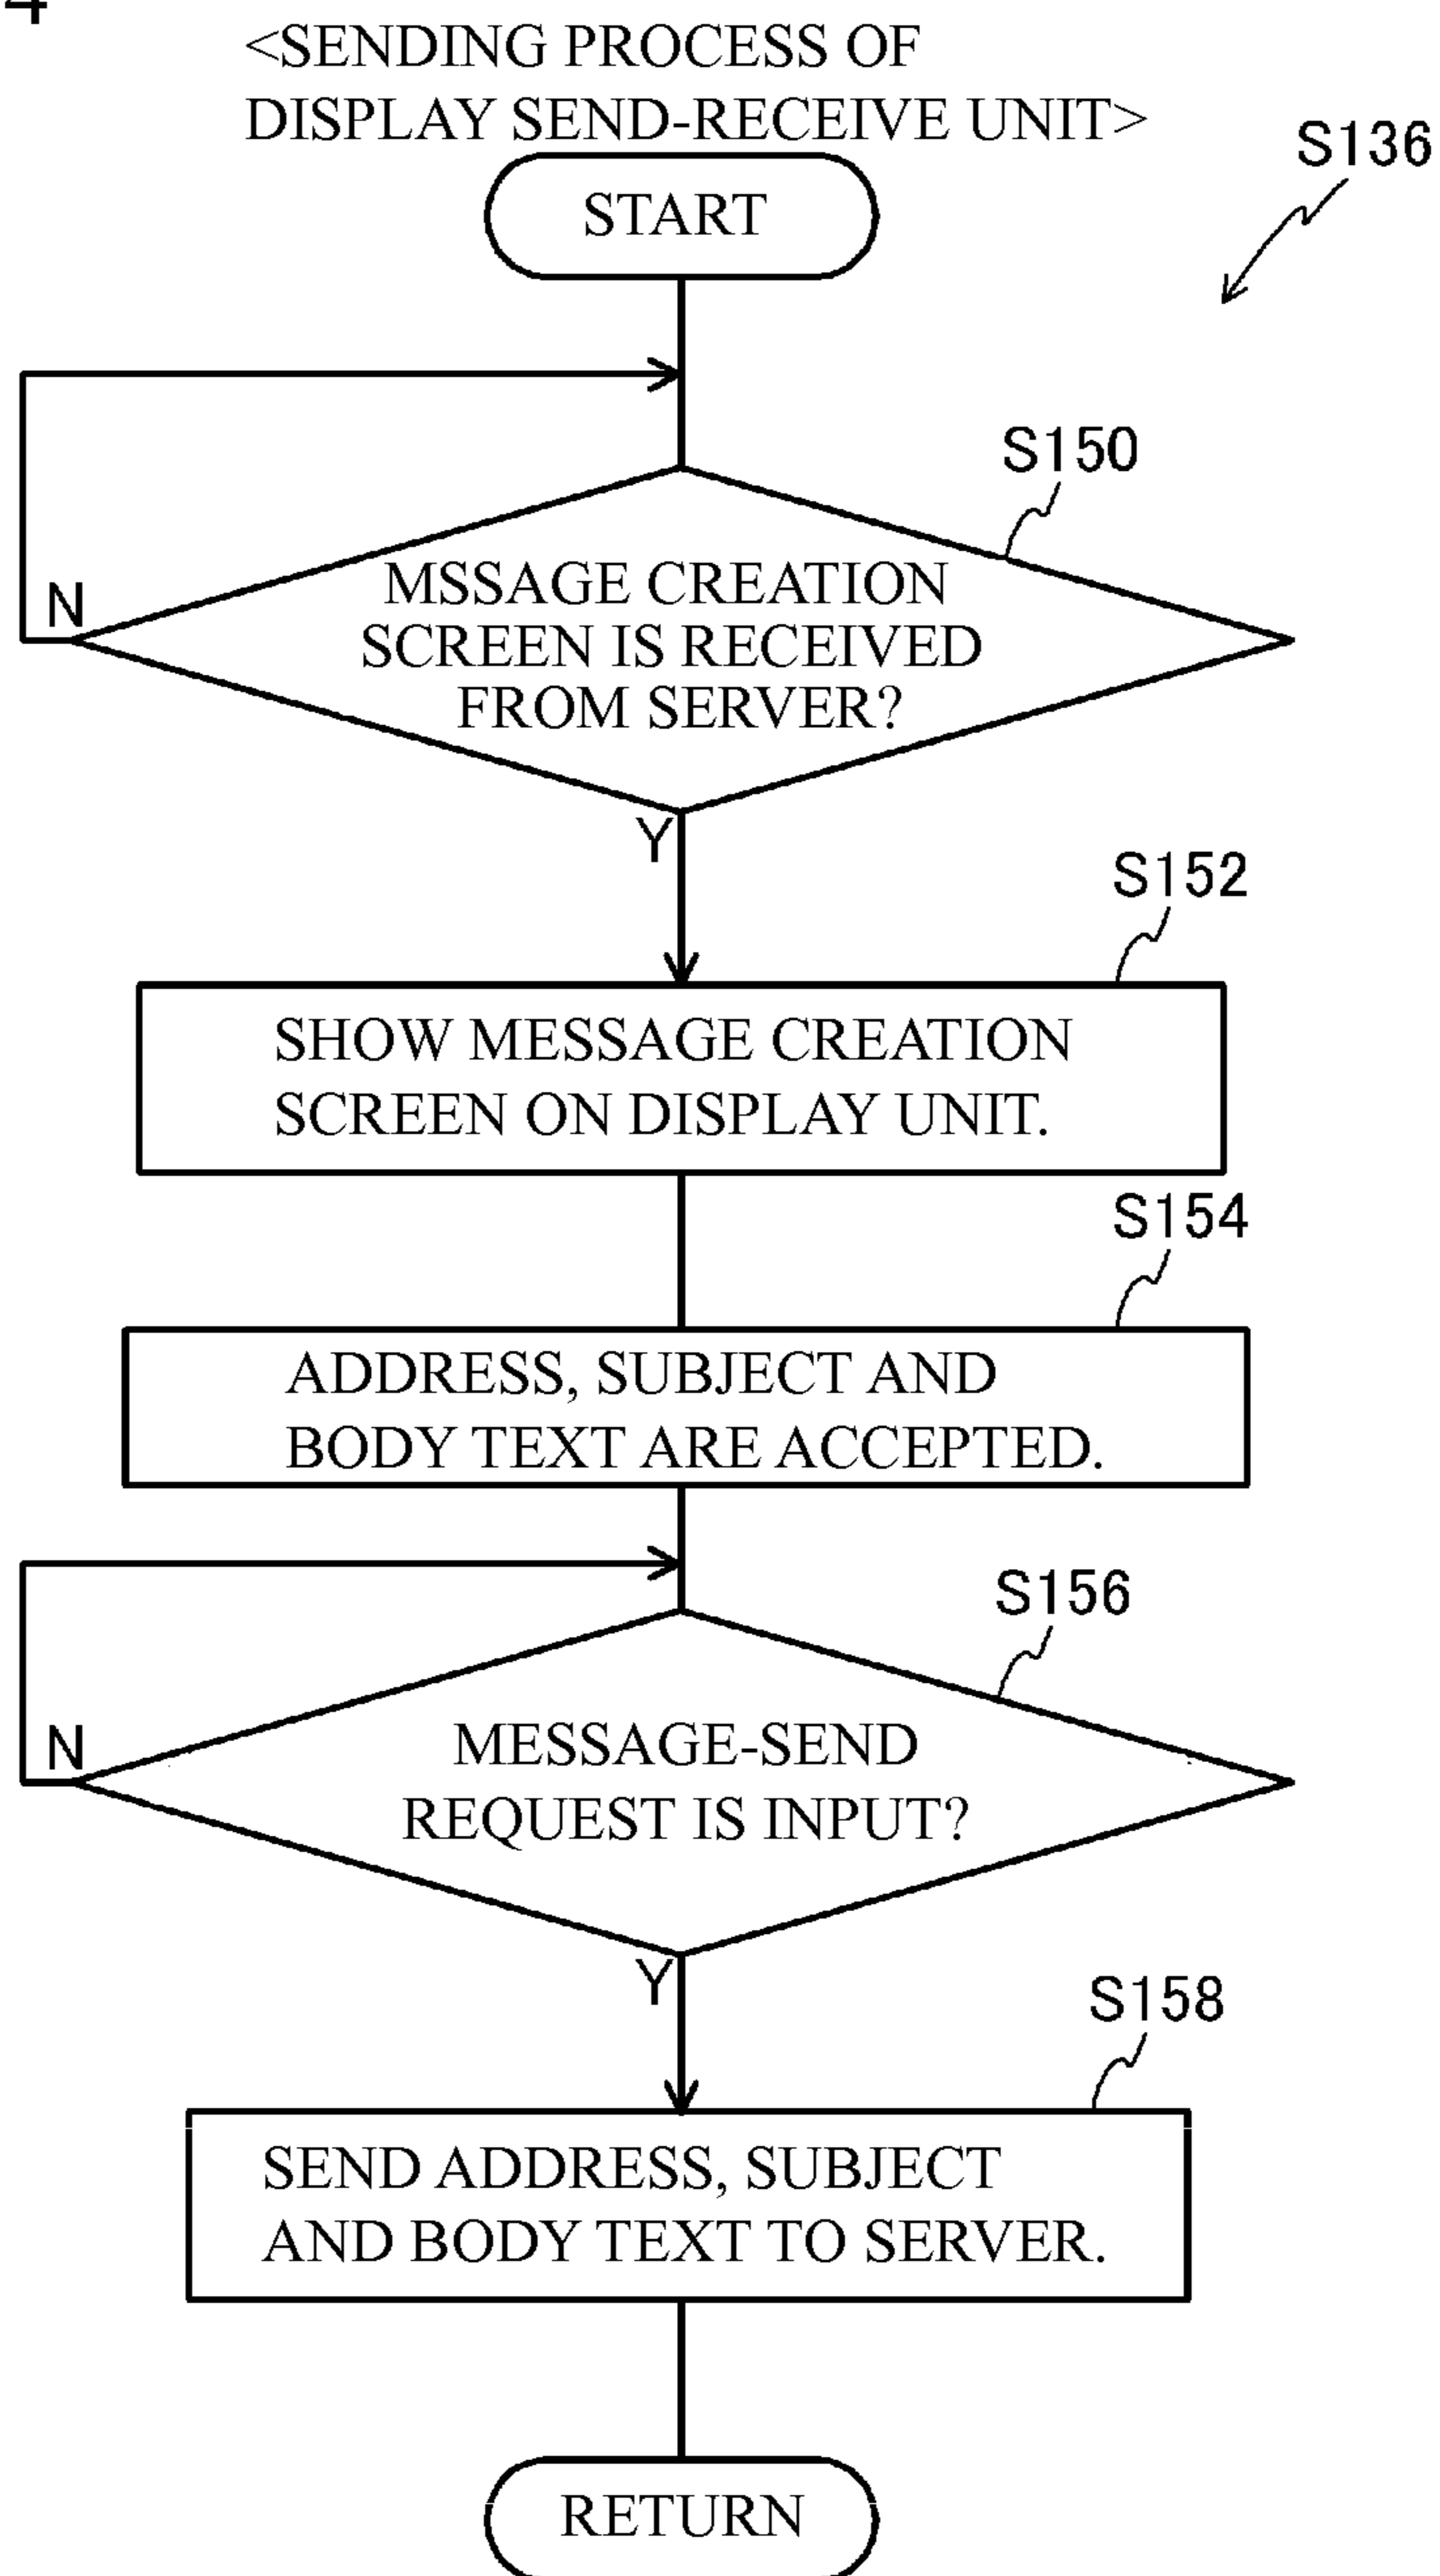 4
<SENDING PROCESS OF
DISPLAY SEND-RECEIVE UNIT>
S136
START
S150
N
MSSAGE CREATION
SCREEN IS RECEIVED
FROM SERVER?
Y
S152
SHOW MESSAGE CREATION
SCREEN ON DISPLAY UNIT.
S154
ADDRESS, SUBJECT AND
BODY TEXT ARE ACCEPTED.
S156
N
MESSAGE-SEND
REQUEST IS INPUT?
Y
S158
SEND ADDRESS, SUBJECT
AND BODY TEXT TO SERVER.
RETURN